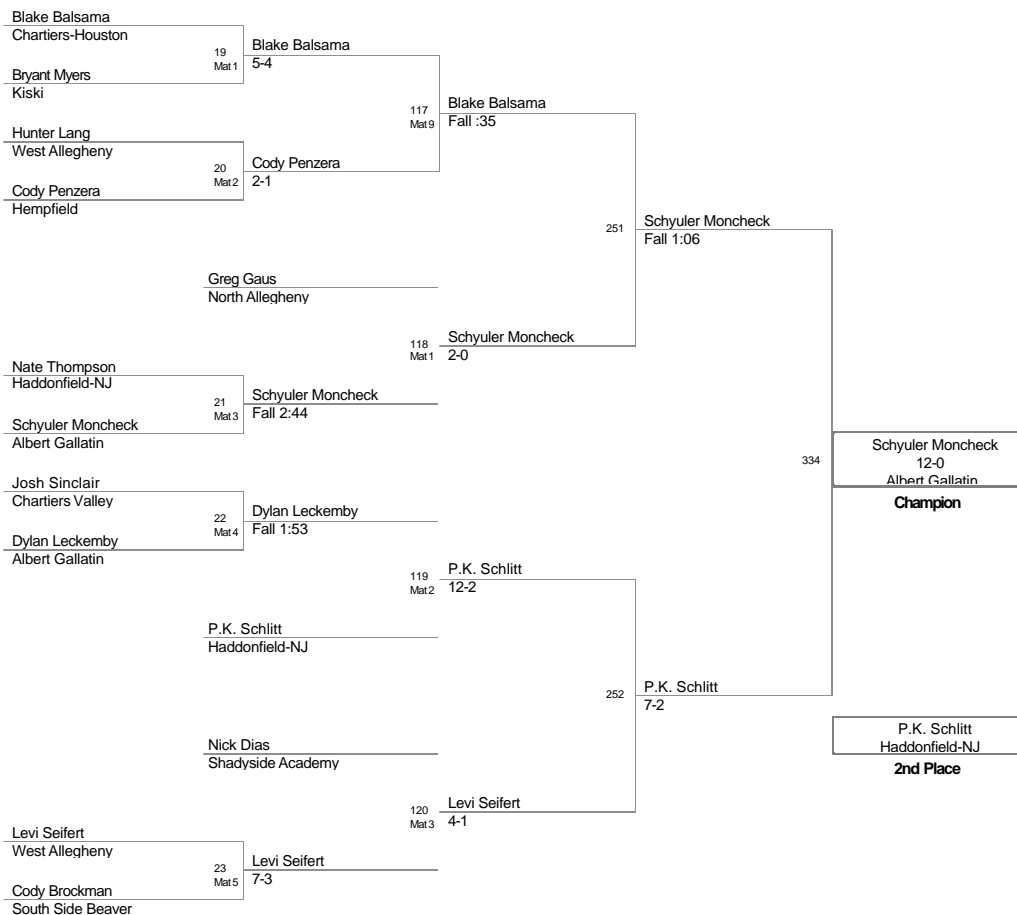 Blake Balsama
Chartiers-Houston
19
Mat 1
Blake Balsama
5-4
Bryant Myers
Kiski
117
Mat 9
Blake Balsama
Fall :35
Hunter Lang
West Allegheny
20
Mat 2
Cody Penzera
2-1
Cody Penzera
Hempfield
251
Schyuler Moncheck
Fall 1:06
Greg Gaus
North Allegheny
118
Mat 1
Schyuler Moncheck
2-0
Nate Thompson
Haddonfield-NJ
21
Mat 3
Schyuler Moncheck
Fall 2:44
Schyuler Moncheck
Albert Gallatin
334
Schyuler Moncheck
12-0
Albert Gallatin
Champion
Josh Sinclair
Chartiers Valley
22
Mat 4
Dylan Leckemby
Fall 1:53
Dylan Leckemby
Albert Gallatin
119
Mat 2
P.K. Schlitt
12-2
P.K. Schlitt
Haddonfield-NJ
252
P.K. Schlitt
7-2
P.K. Schlitt
Haddonfield-NJ
2nd Place
Nick Dias
Shadyside Academy
120
Mat 3
Levi Seifert
4-1
Levi Seifert
West Allegheny
23
Mat 5
Levi Seifert
7-3
Cody Brockman
South Side Beaver